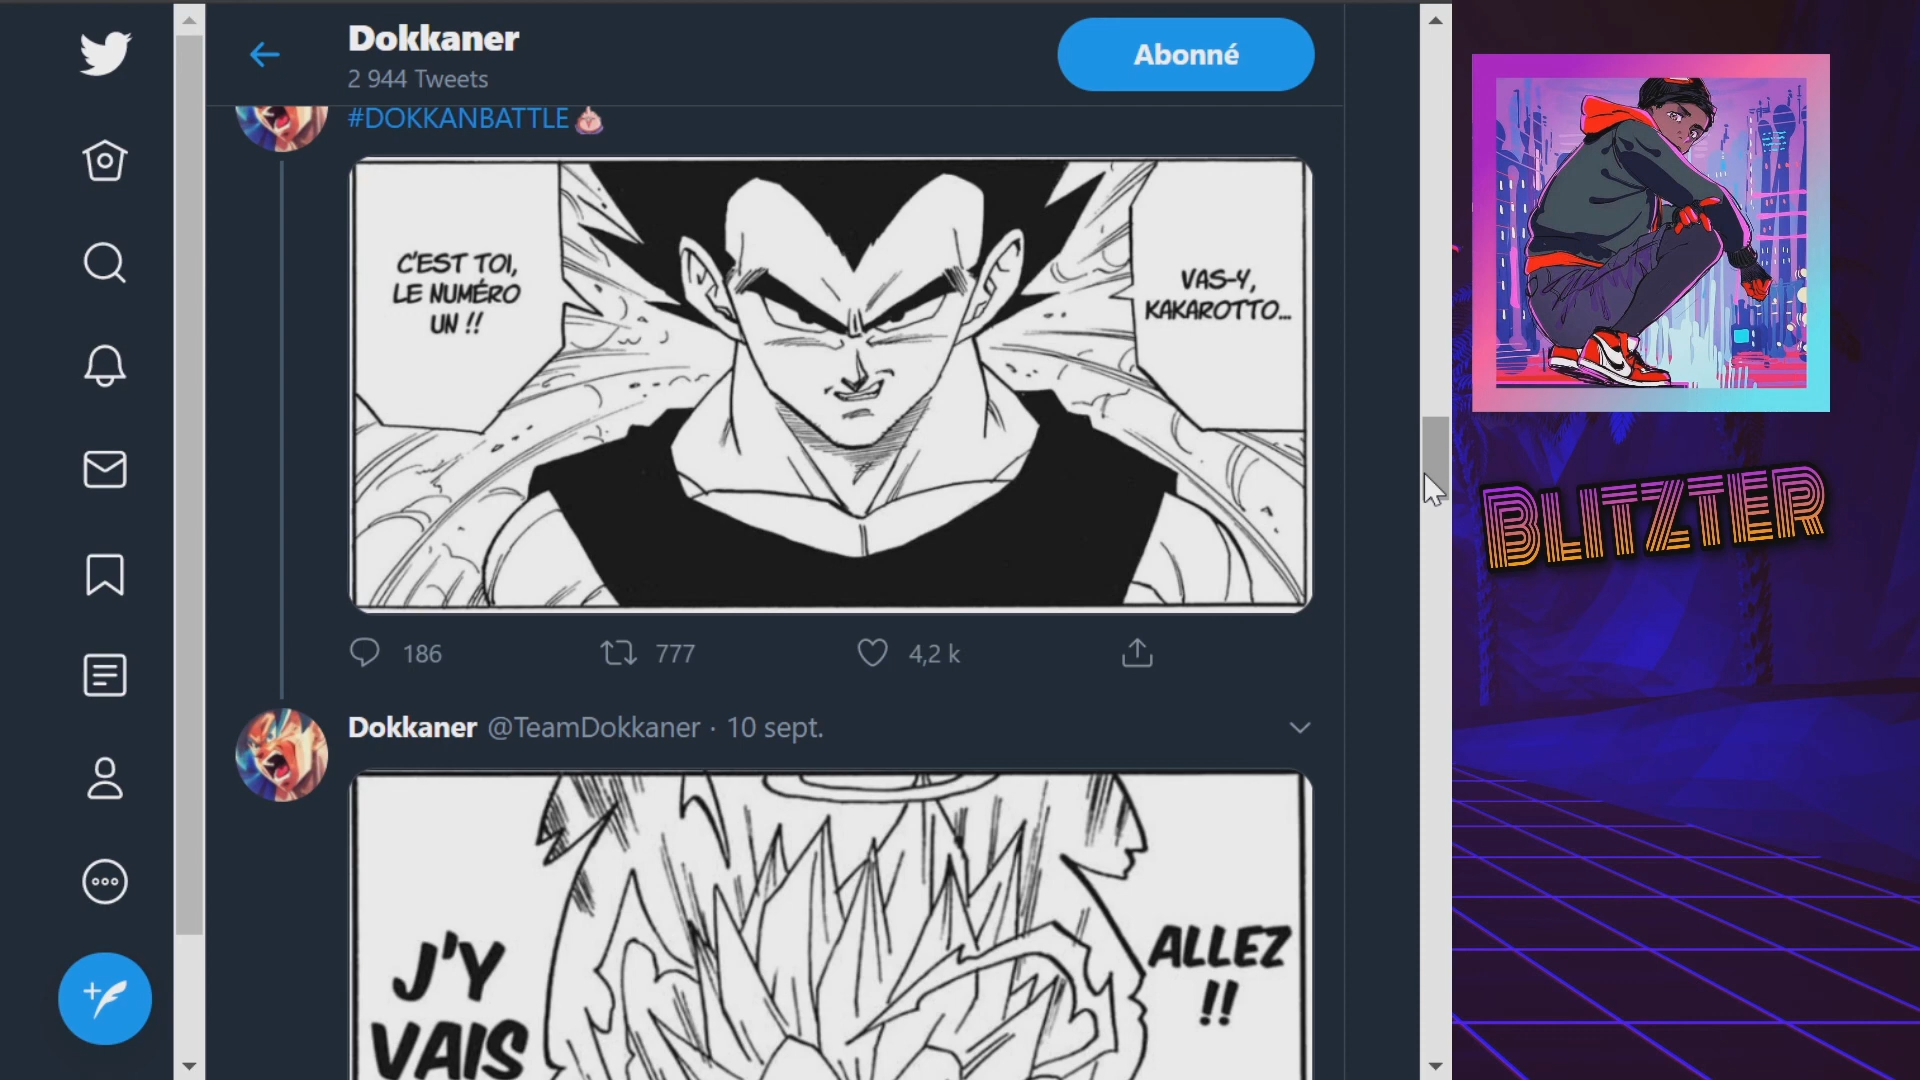 Dokkaner
2 944 Tweets
Abonné
#DOKKANBATTLE
C'EST TOI,
LE NUMÉRO
UN !!
VAS-Y,
KAKAROTTO...
186
777
4,2 k
Dokkaner @TeamDokkaner · 10 sept.
J'Y
VAIS
ALLEZ
!!
BLITZTER